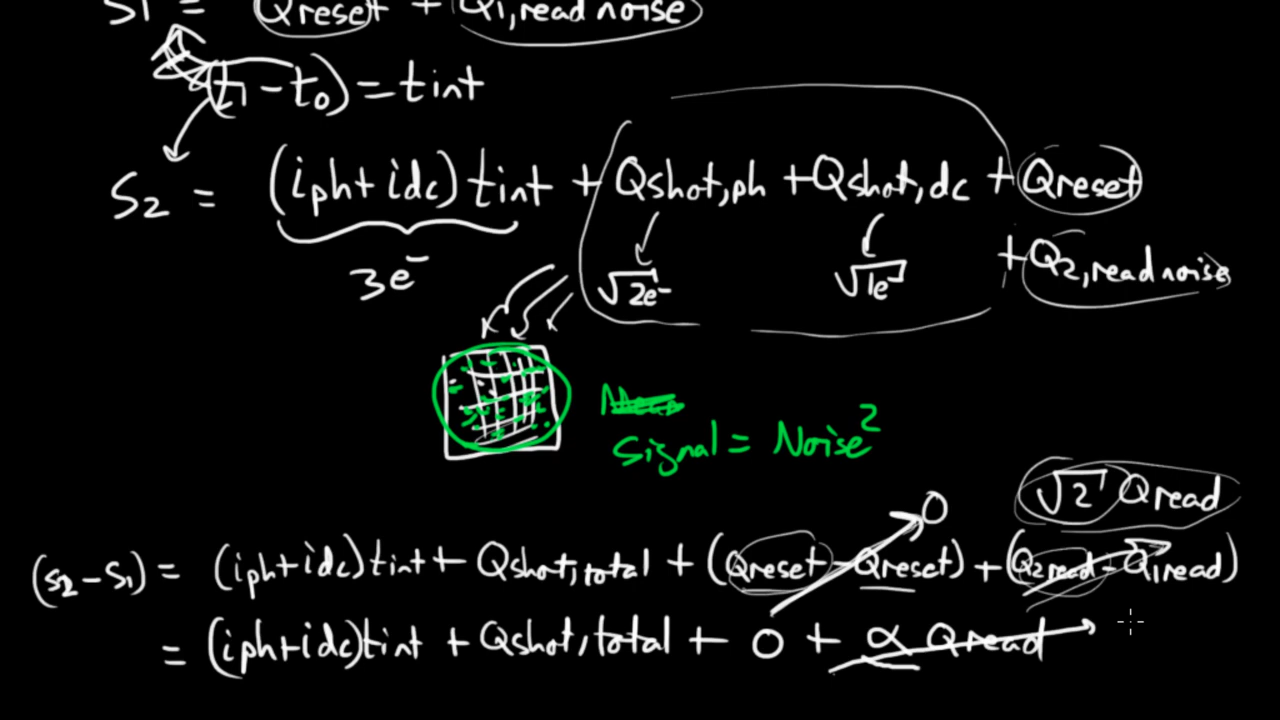 S1 = Qreset + Q1,read noise
(t1 - t0) = tint
S2 = (iph + idc) tint + Qshot,ph + Qshot,dc + Qreset
+ Q2,read noise
3e⁻ √2e⁻ √1e⁻
Signal = Noise²
0 √2 Qread
(S2 - S1) = (iph + idc) tint + Qshot,total + (Qreset - Qreset) + (Q2read - Q1read)
= (iph + idc) tint + Qshot,total + 0 + α Qread